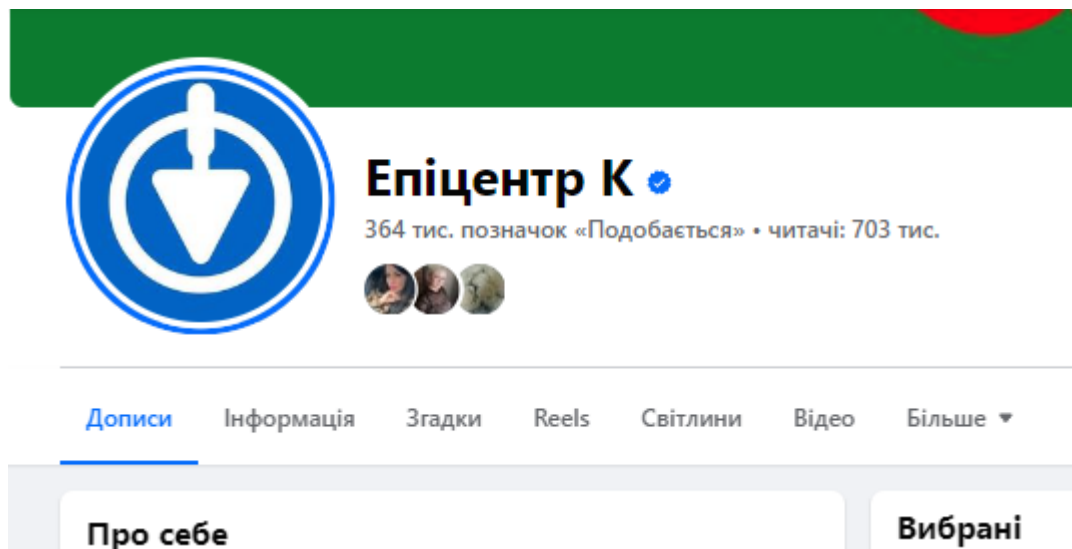 Епіцентр К
364 тис. позначок «Подобається» • читачі: 703 тис.
Дописи Інформація Згадки Reels Світлини Відео Більше
Про себе
Вибрані